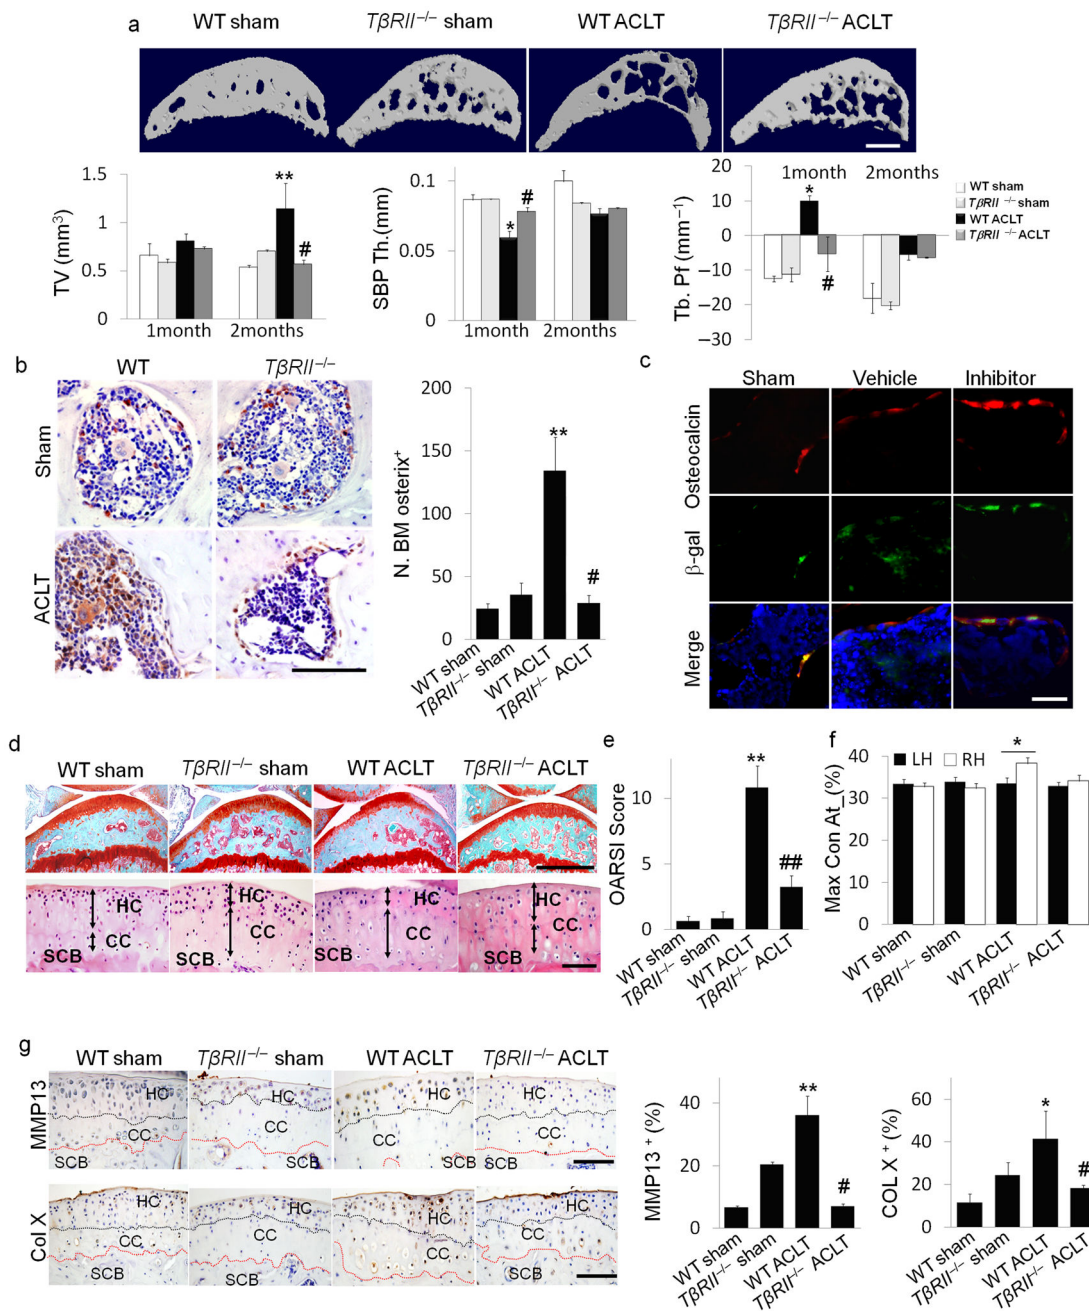 a
WT sham
TβRII−/− sham
WT ACLT
TβRII−/− ACLT
TV (mm3)
1.5
1
0.5
0
**
#
1month
2months
SBP Th.(mm)
0.1
0.05
0
*
#
1month
2months
Tb. Pf (mm−1)
20
10
0
−10
−20
−30
1month
2months
*
#
WT sham
TβRII −/− sham
WT ACLT
TβRII −/− ACLT
b
WT
TβRII−/−
Sham
ACLT
N. BM osterix+
200
150
100
50
0
**
#
WT sham
TβRII−/− sham
WT ACLT
TβRII−/− ACLT
c
Sham
Vehicle
Inhibitor
Osteocalcin
β-gal
Merge
d
WT sham
TβRII−/− sham
WT ACLT
TβRII−/− ACLT
HC
HC
HC
CC
CC
CC
SCB
SCB
SCB
SCB
e
OARSI Score
10
5
0
**
##
WT sham
TβRII−/− sham
WT ACLT
TβRII−/− ACLT
f
Max Con At_(%)
40
30
20
10
0
LH
RH
*
WT sham
TβRII−/− sham
WT ACLT
TβRII−/− ACLT
g
WT sham
TβRII−/− sham
WT ACLT
TβRII−/− ACLT
MMP13
HC
HC
HC
HC
CC
CC
CC
CC
SCB
SCB
SCB
SCB
Col X
HC
HC
HC
HC
CC
CC
CC
CC
SCB
SCB
SCB
SCB
MMP13 + (%)
40
20
0
**
#
WT sham
TβRII−/− sham
WT ACLT
TβRII−/− ACLT
COL X + (%)
60
40
20
0
*
#
WT sham
TβRII−/− sham
WT ACLT
TβRII−/− ACLT